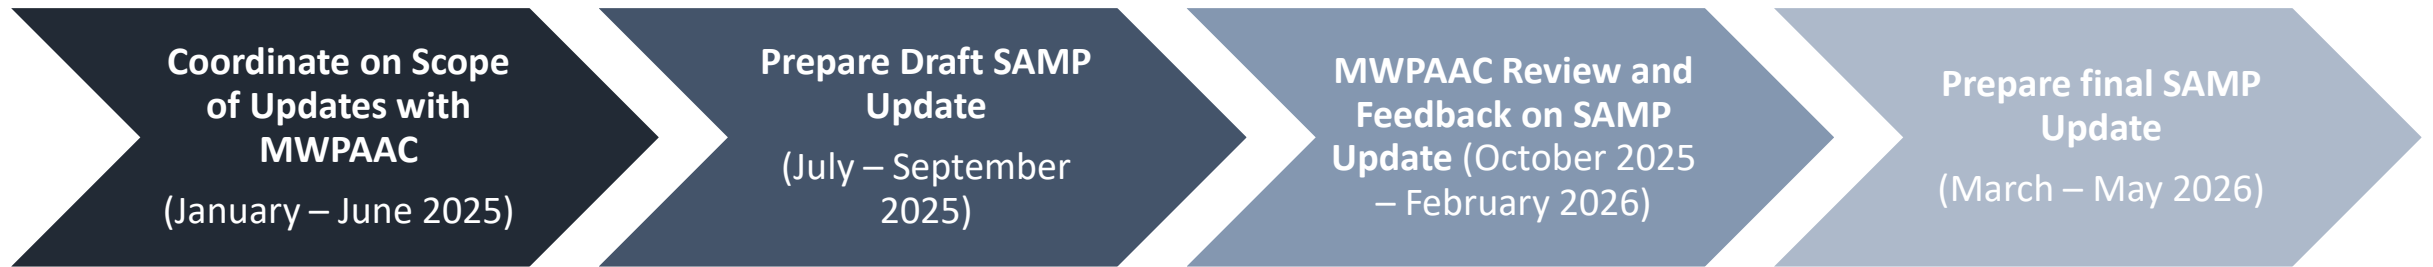 Coordinate on Scope
of Updates with
MWPAAC
(January – June 2025)
Prepare Draft SAMP
Update
(July – September
2025)
MWPAAC Review and
Feedback on SAMP
Update (October 2025
– February 2026)
Prepare final SAMP
Update
(March – May 2026)